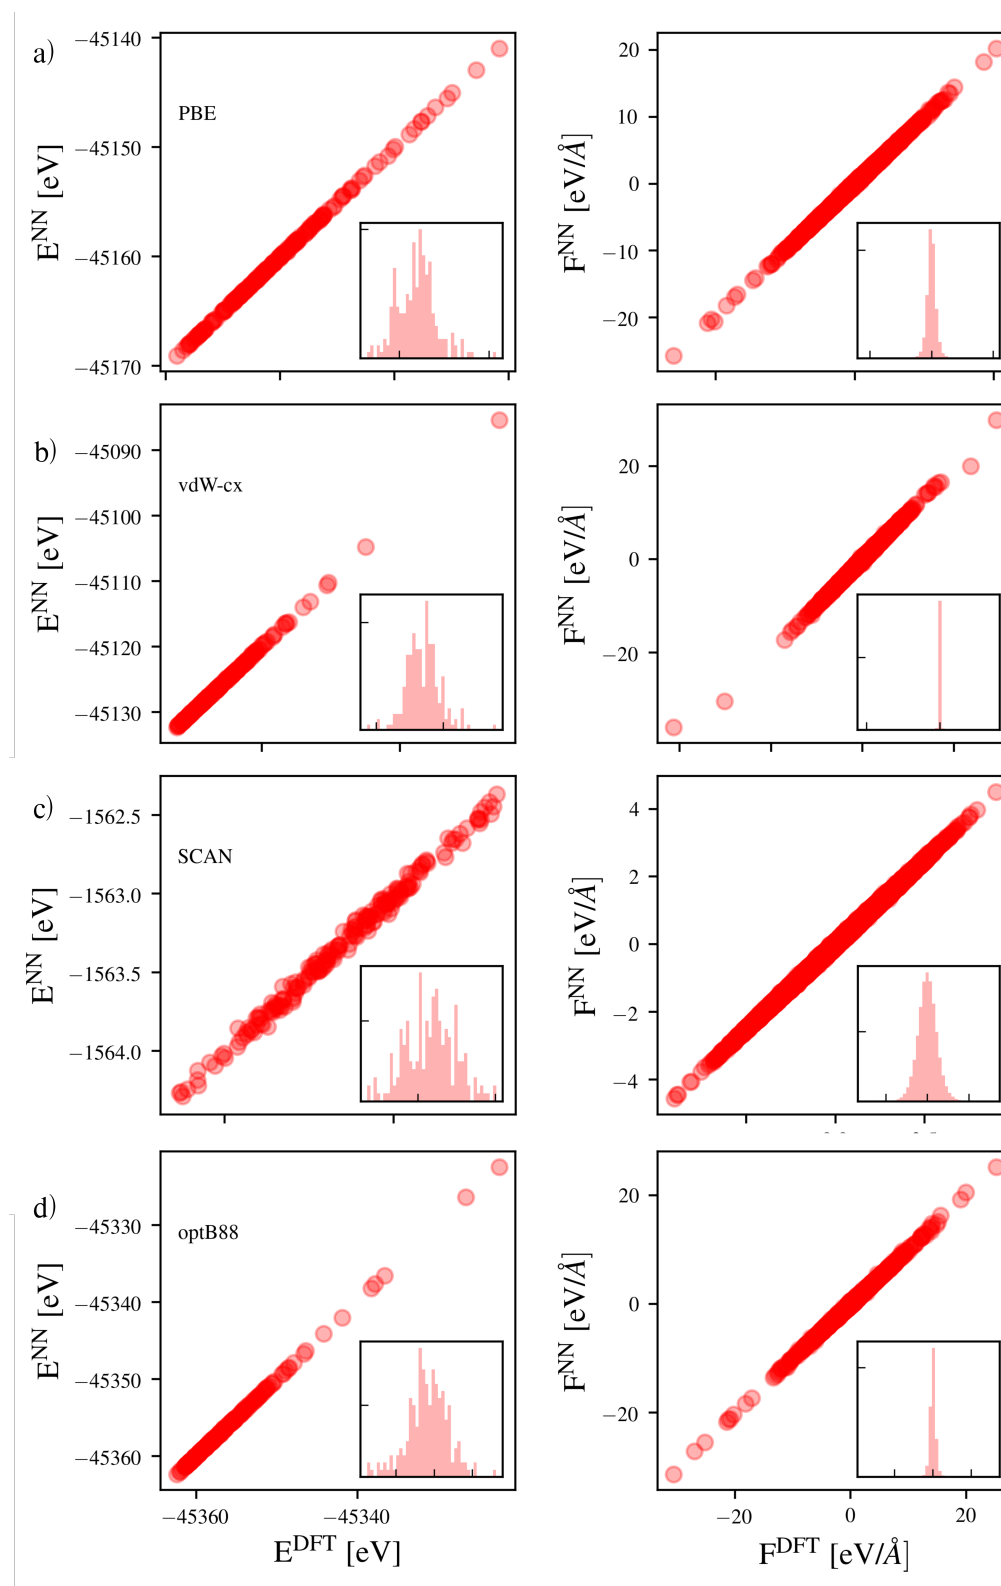 a)
PBE
−45140
−45150
−45160
−45170
E^NN [eV]
20
10
0
−10
−20
F^NN [eV/Å]
b)
vdW-cx
−45090
−45100
−45110
−45120
−45130
E^NN [eV]
20
0
−20
F^NN [eV/Å]
c)
SCAN
−1562.5
−1563.0
−1563.5
−1564.0
E^NN [eV]
4
2
0
−2
−4
F^NN [eV/Å]
d)
optB88
−45330
−45340
−45350
−45360
E^NN [eV]
−45360 −45340
E^DFT [eV]
20
0
−20
F^NN [eV/Å]
−20 0 20
F^DFT [eV/Å]